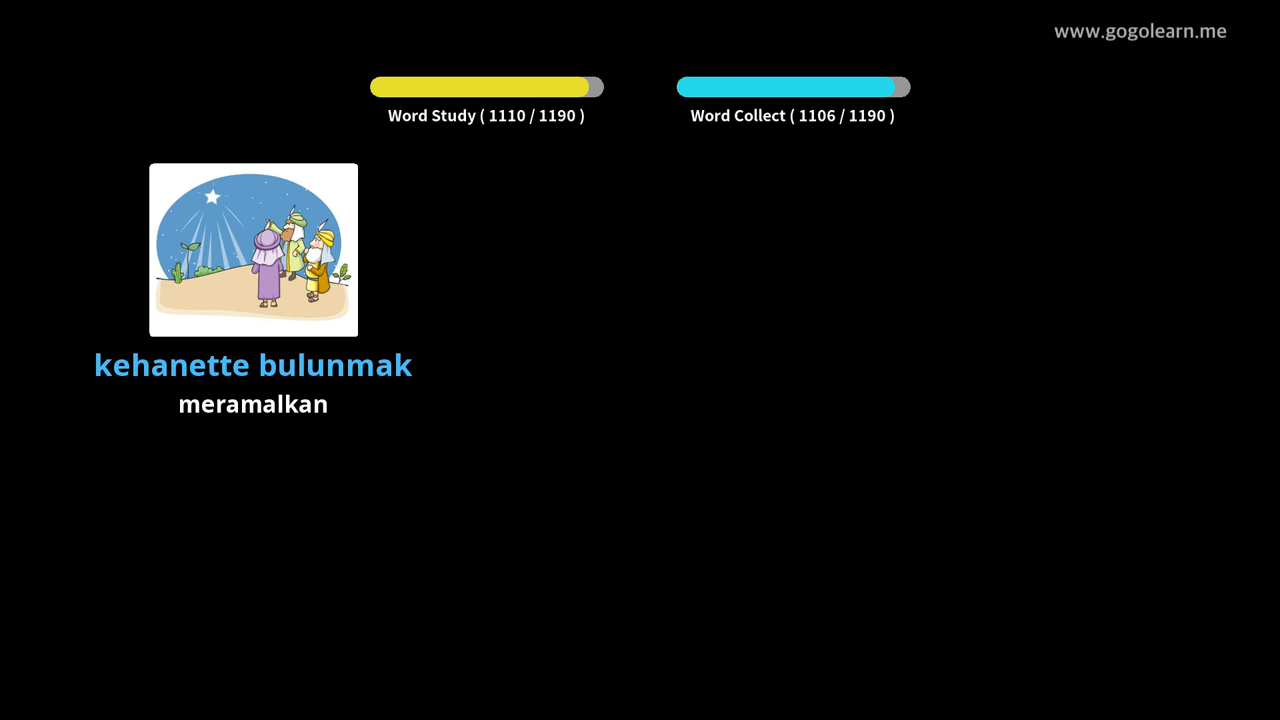 www.gogolearn.me
Word Study ( 1110 / 1190 )
Word Collect ( 1106 / 1190 )
kehanette bulunmak
meramalkan